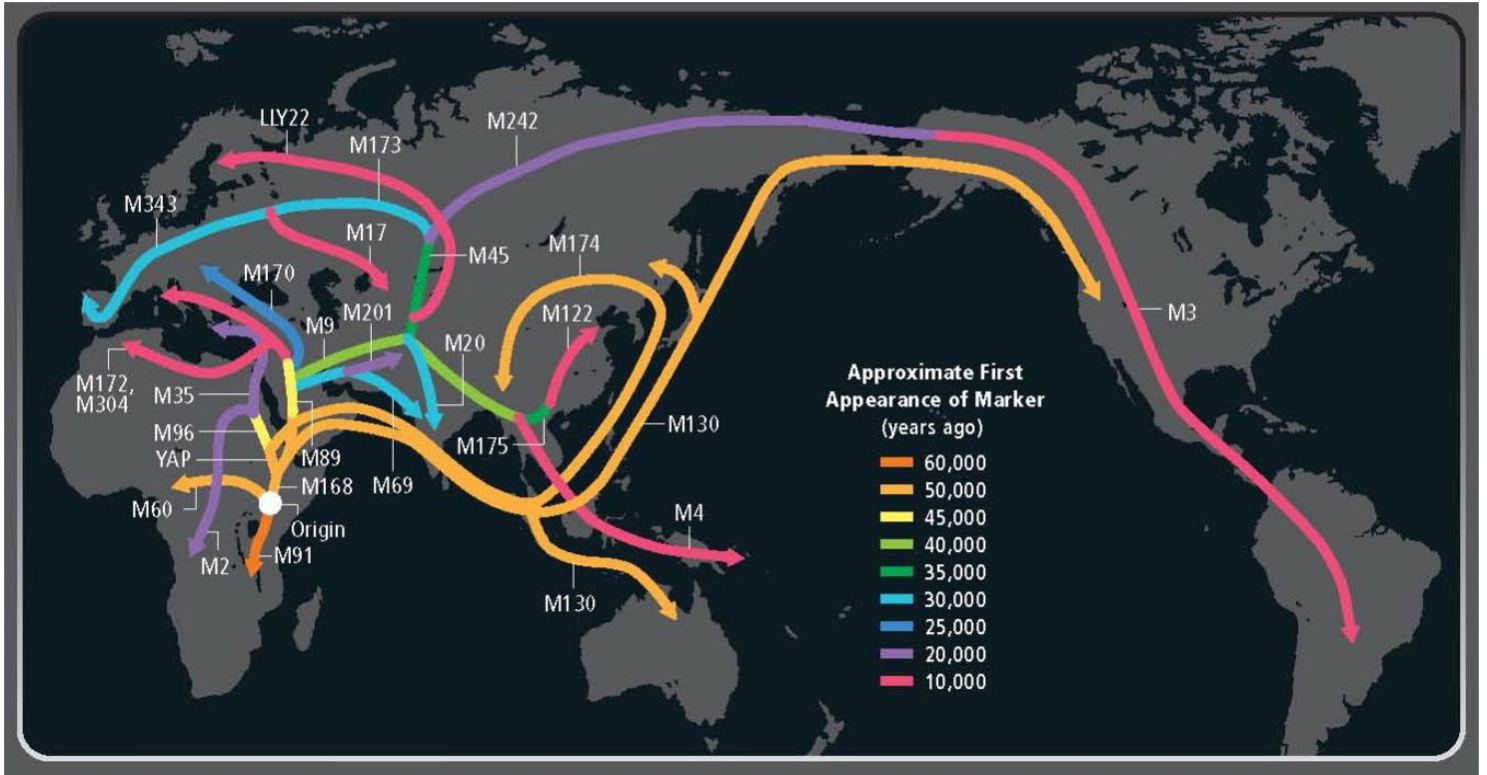 LLY22
M242
M173
M343
M17
M174
M45
M170
M201
M122
M9
M20
M3
M172,
M304
M35
M96
YAP
M175
M130
M89
M168
M69
M60
Origin
M4
M91
M2
M130
Approximate First
Appearance of Marker
(years ago)
60,000
50,000
45,000
40,000
35,000
30,000
25,000
20,000
10,000